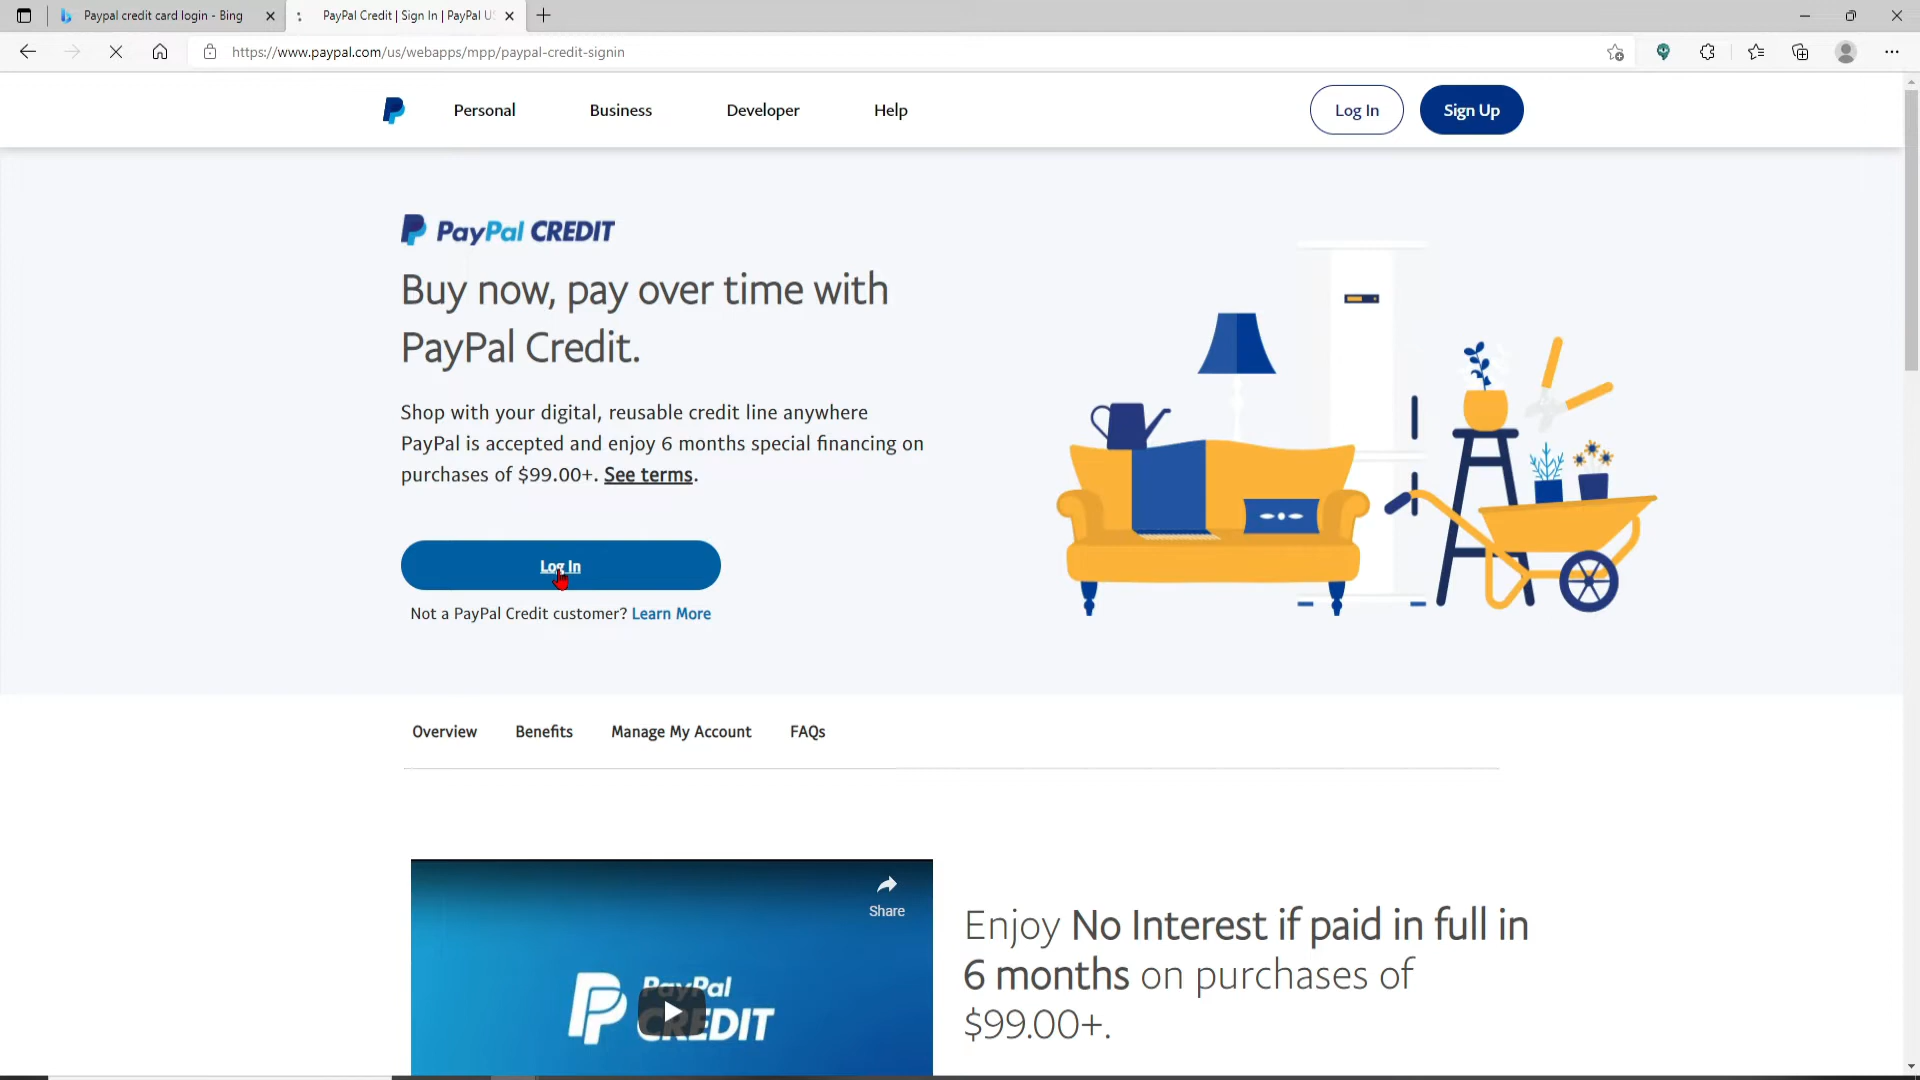 Paypal credit card login - Bing
PayPal Credit | Sign In | PayPal US
https://www.paypal.com/us/webapps/mpp/paypal-credit-signin
Personal
Business
Developer
Help
Log In
Sign Up
PayPal CREDIT
Buy now, pay over time with
PayPal Credit.
Shop with your digital, reusable credit line anywhere
PayPal is accepted and enjoy 6 months special financing on
purchases of $99.00+. See terms.
Log In
Not a PayPal Credit customer? Learn More
Overview
Benefits
Manage My Account
FAQs
Share
PayPal
CREDIT
Enjoy No Interest if paid in full in
6 months on purchases of
$99.00+.